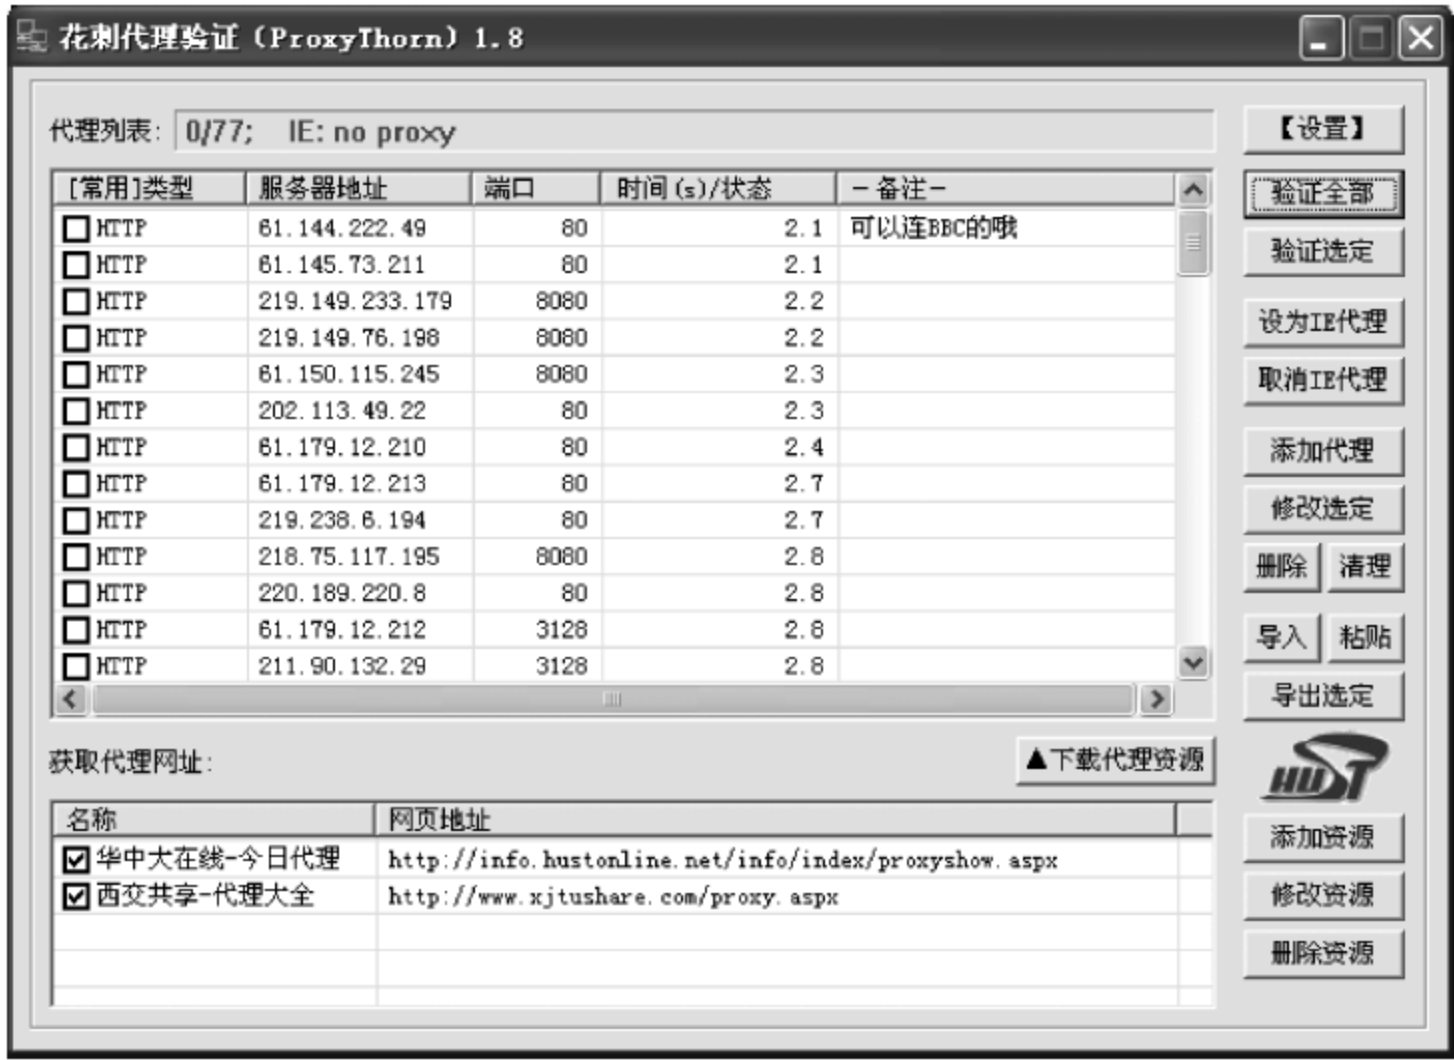 花刺代理验证（ProxyThorn）1.8
代理列表: 0/77; IE: no proxy 【设置】
[常用]类型 服务器地址 端口 时间(s)/状态 －备注－
HTTP 61.144.222.49 80 2.1 可以连BBC的哦
HTTP 61.145.73.211 80 2.1
HTTP 219.149.233.179 8080 2.2
HTTP 219.149.76.198 8080 2.2
HTTP 61.150.115.245 8080 2.3
HTTP 202.113.49.22 80 2.3
HTTP 61.179.12.210 80 2.4
HTTP 61.179.12.213 80 2.7
HTTP 219.238.6.194 80 2.7
HTTP 218.75.117.195 8080 2.8
HTTP 220.189.220.8 80 2.8
HTTP 61.179.12.212 3128 2.8
HTTP 211.90.132.29 3128 2.8
验证全部
验证选定
设为IE代理
取消IE代理
添加代理
修改选定
删除 清理
导入 粘贴
导出选定
获取代理网址: ▲下载代理资源
HUST
名称 网页地址
华中大在线-今日代理 http://info.hustonline.net/info/index/proxyshow.aspx
西交共享-代理大全 http://www.xjtushare.com/proxy.aspx
添加资源
修改资源
删除资源